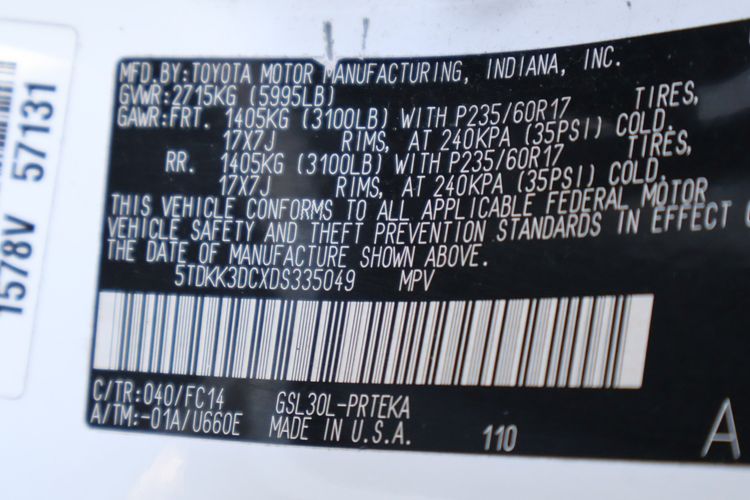 MFD.BY:TOYOTA MOTOR MANUFACTURING, INDIANA, INC.
GVWR:2715KG (5995LB)
GAWR:FRT. 1405KG (3100LB) WITH P235/60R17 TIRES,
17X7J RIMS, AT 240KPA (35PSI) COLD.
RR. 1405KG (3100LB) WITH P235/60R17 TIRES,
17X7J RIMS, AT 240KPA (35PSI) COLD.
THIS VEHICLE CONFORMS TO ALL APPLICABLE FEDERAL MOTOR
VEHICLE SAFETY AND THEFT PREVENTION STANDARDS IN EFFECT
THE DATE OF MANUFACTURE SHOWN ABOVE.
5TDKK3DCXDS335049 MPV
C/TR:040/FC14 GSL30L-PRTEKA
A/TM:-01A/U660E MADE IN U.S.A. 110 A
1578V 57131